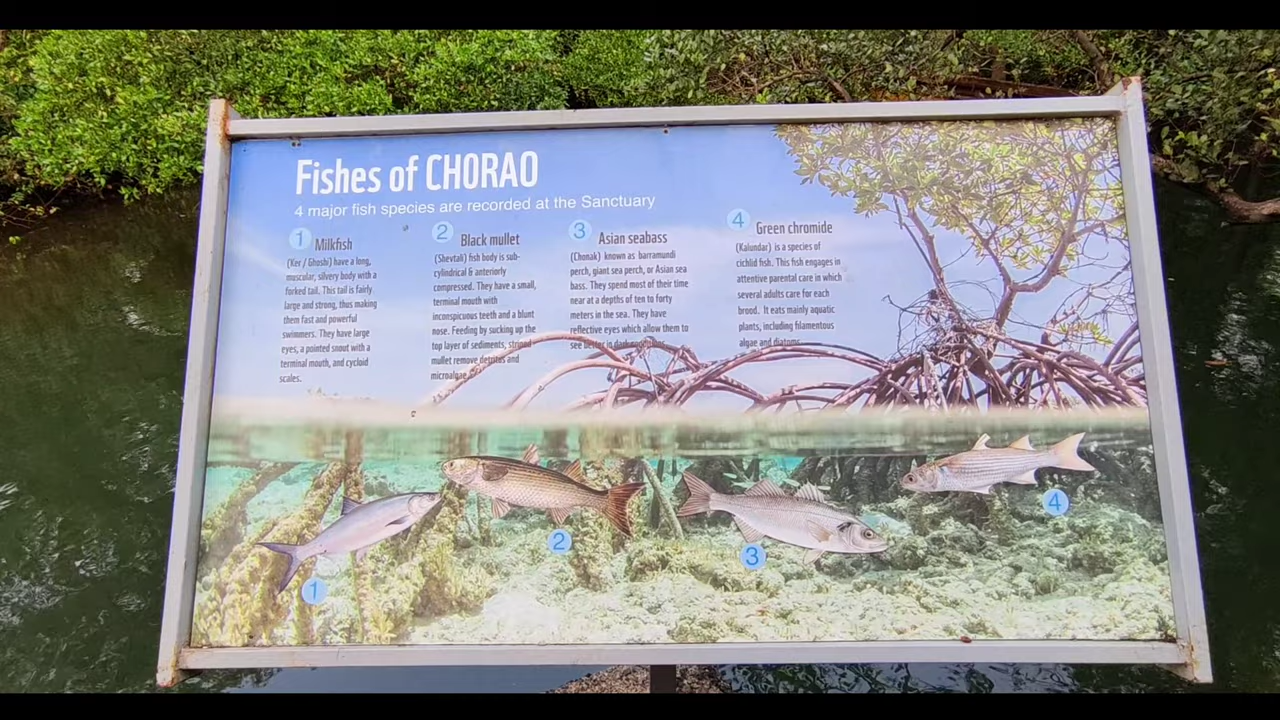 Fishes of CHORAO
4 major fish species are recorded at the Sanctuary
1 Milkfish
(Ker / Ghoshi) have a long,
muscular, silvery body with a
forked tail. This tail is fairly
large and strong, thus making
them fast and powerful
swimmers. They have large
eyes, a pointed snout with a
terminal mouth, and cycloid
scales.
2 Black mullet
(Shevtali) fish body is sub-
cylindrical & anteriorly
compressed. They have a small,
terminal mouth with
inconspicuous teeth and a blunt
nose. Feeding by sucking up the
top layer of sediments, striped
mullet remove detritus and
microalgae.
3 Asian seabass
(Chonak) known as barramundi
perch, giant sea perch, or Asian sea
bass. They spend most of their time
near at a depths of ten to forty
meters in the sea. They have
reflective eyes which allow them to
see better in dark conditions.
4 Green chromide
(Kalundar) is a species of
cichlid fish. This fish engages in
attentive parental care in which
several adults care for each
brood. It eats mainly aquatic
plants, including filamentous
algae and diatoms.
1
2
3
4